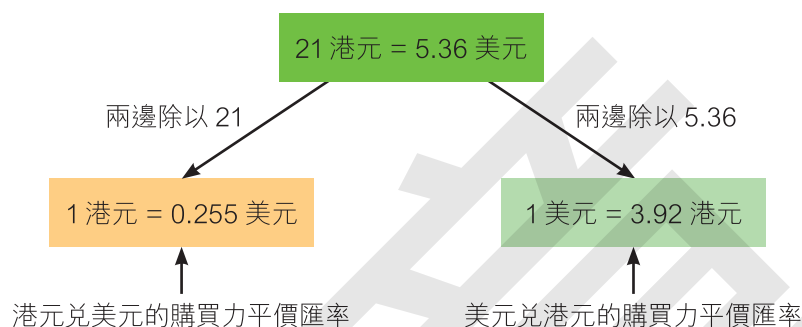 21 港元 = 5.36 美元
兩邊除以 21
兩邊除以 5.36
1 港元 = 0.255 美元
1 美元 = 3.92 港元
港元兑美元的購買力平價匯率
美元兑港元的購買力平價匯率